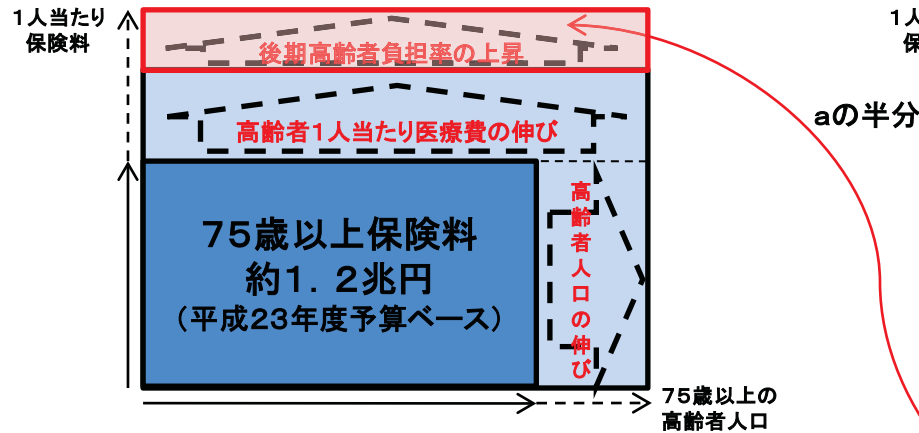 1人当たり
保険料
後期高齢者負担率の上昇
高齢者1人当たり医療費の伸び
75歳以上保険料
約1．2兆円
（平成23年度予算ベース）
高齢者人口の伸び
75歳以上の
高齢者人口
1人
保
aの半分